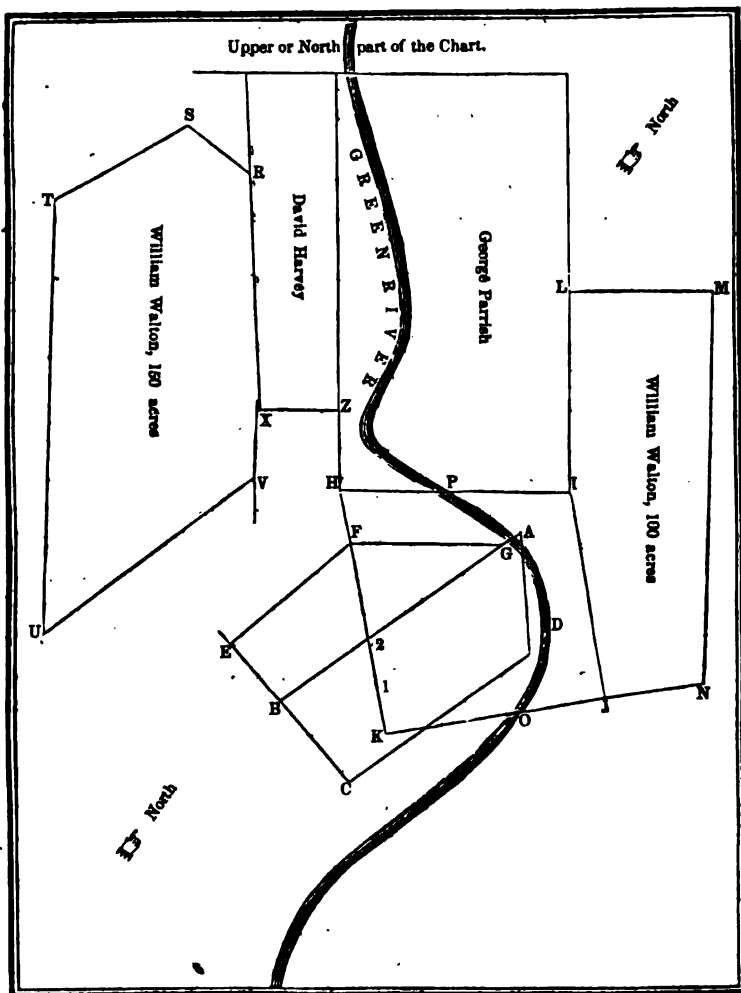 Upper or North part of the Chart.
North
S
R
T
David Harvey
GREEN RIVER
George Parrish
William Walton, 150 acres
L
M
William Walton, 100 acres
X
Z
V
H
P
I
F
A
G
U
D
E
2
1
B
N
J
O
K
C
North